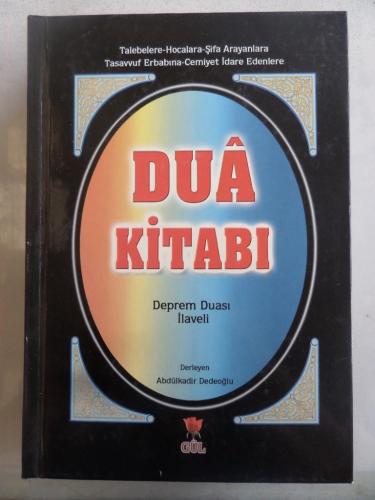 Talebelere-Hocalara-Şifa Arayanlara
Tasavvuf Erbabına-Cemiyet İdare Edenlere
DUÂ
KİTABI
Deprem Duası
İlaveli
Derleyen
Abdülkadir Dedeoğlu
GÜL